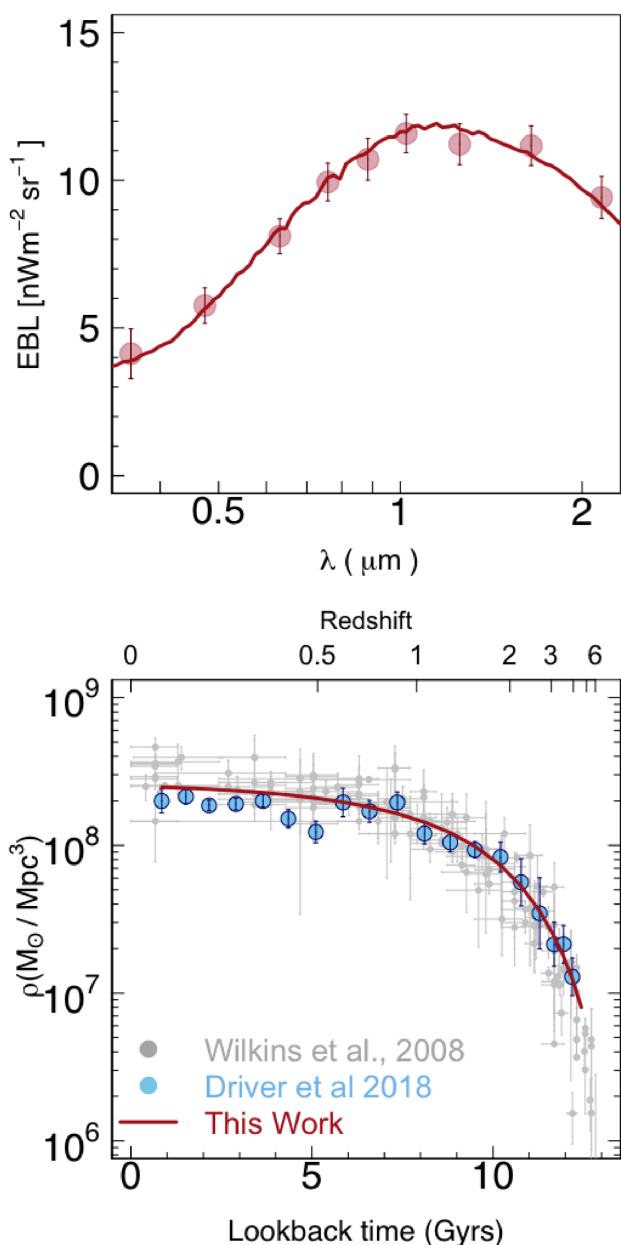 15
10
5
0
EBL [nWm⁻² sr⁻¹]
0.5 1 2
λ ( μm )
Redshift
0 0.5 1 2 3 6
10⁹
10⁸
10⁷
10⁶
ρ(M☉ / Mpc³)
Wilkins et al., 2008
Driver et al 2018
This Work
0 5 10
Lookback time (Gyrs)